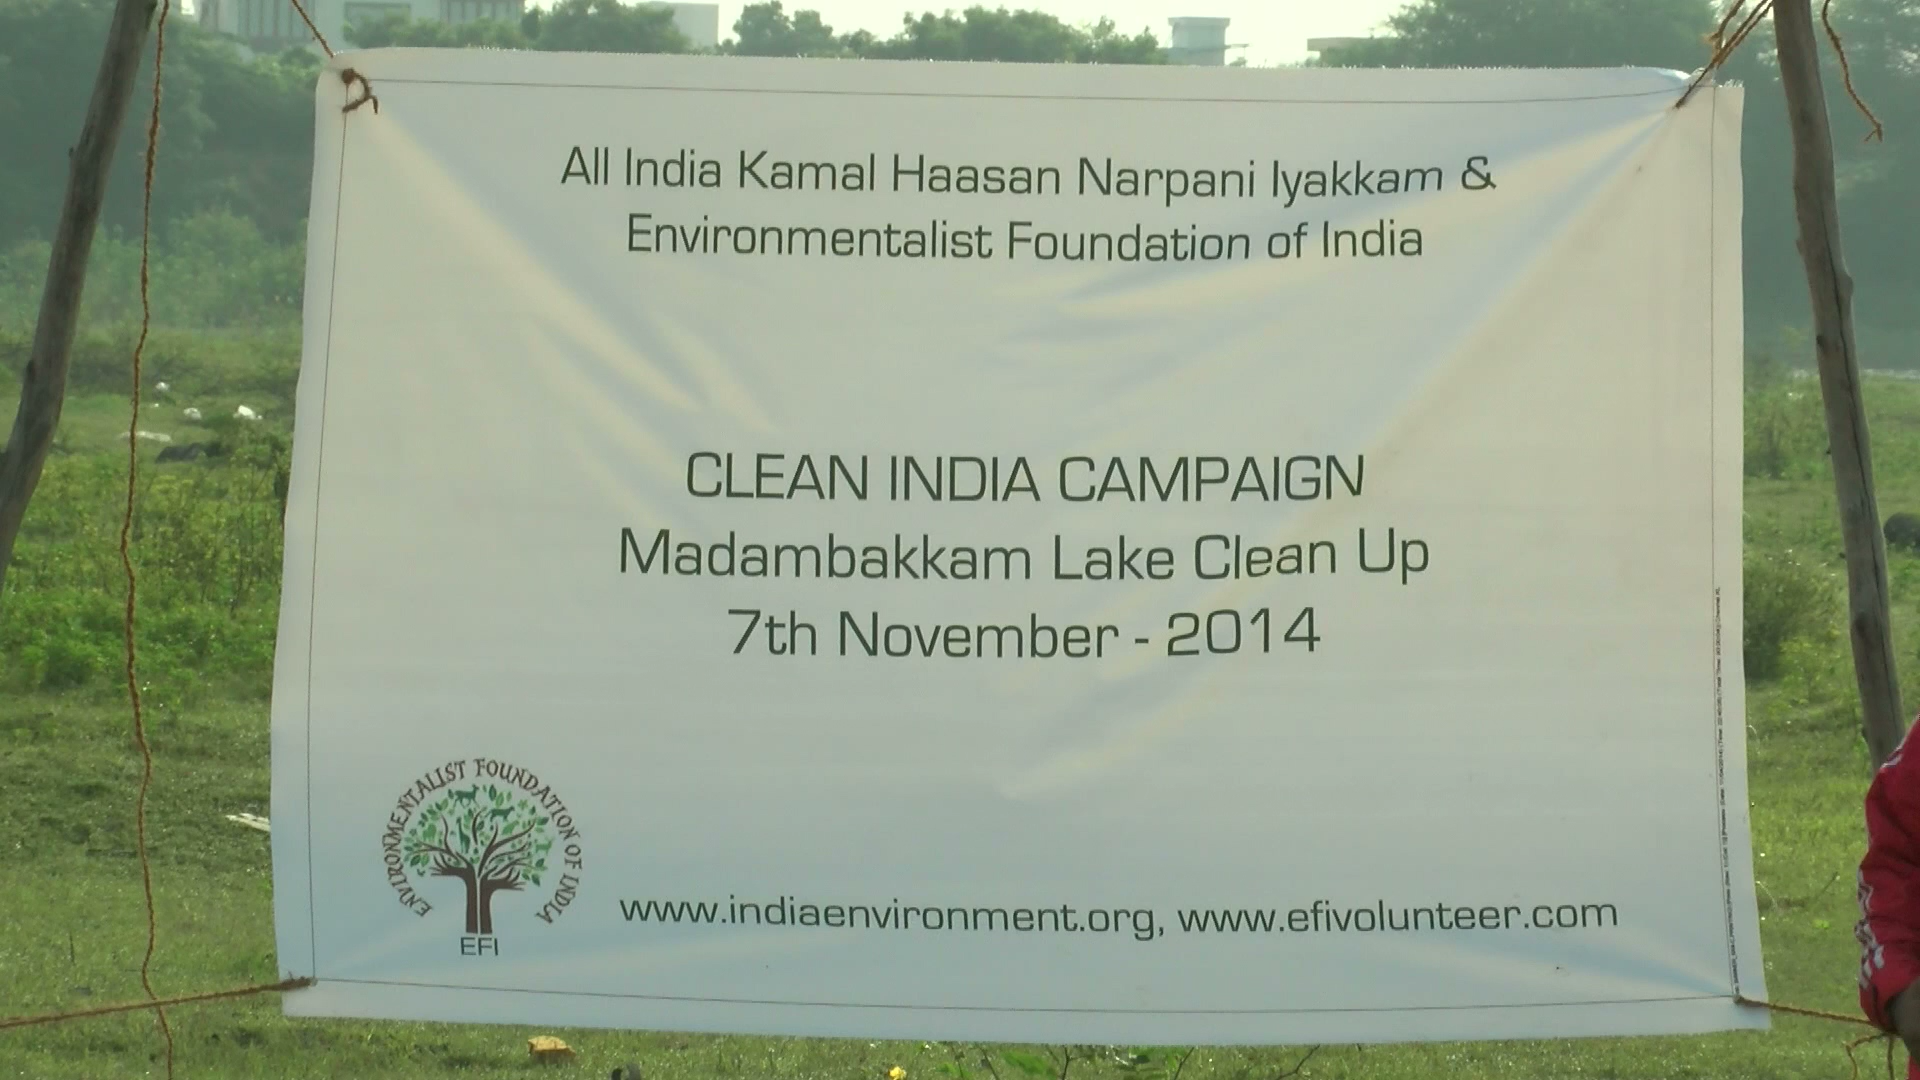 All India Kamal Haasan Narpani Iyakkam &
Environmentalist Foundation of India
CLEAN INDIA CAMPAIGN
Madambakkam Lake Clean Up
7th November - 2014
ENVIRONMENTALIST FOUNDATION OF INDIA
EFI
www.indiaenvironment.org, www.efivolunteer.com